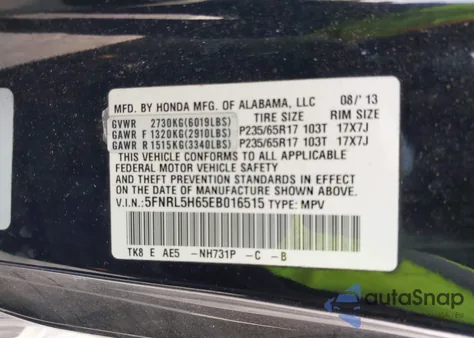 MFD. BY HONDA MFG. OF ALABAMA, LLC 08/'13
GVWR 2730KG(6019LBS) TIRE SIZE RIM SIZE
GAWR F 1320KG(2910LBS) P235/65R17 103T 17X7J
GAWR R 1515KG(3340LBS) P235/65R17 103T 17X7J
THIS VEHICLE CONFORMS TO ALL APPLICABLE
FEDERAL MOTOR VEHICLE SAFETY
AND THEFT PREVENTION STANDARDS IN EFFECT ON
THE DATE OF MANUFACTURE SHOWN ABOVE.
V.I.N.:5FNRL5H65EB016515 TYPE: MPV
TK8 E AE5 -NH731P -C -B
autaSnap